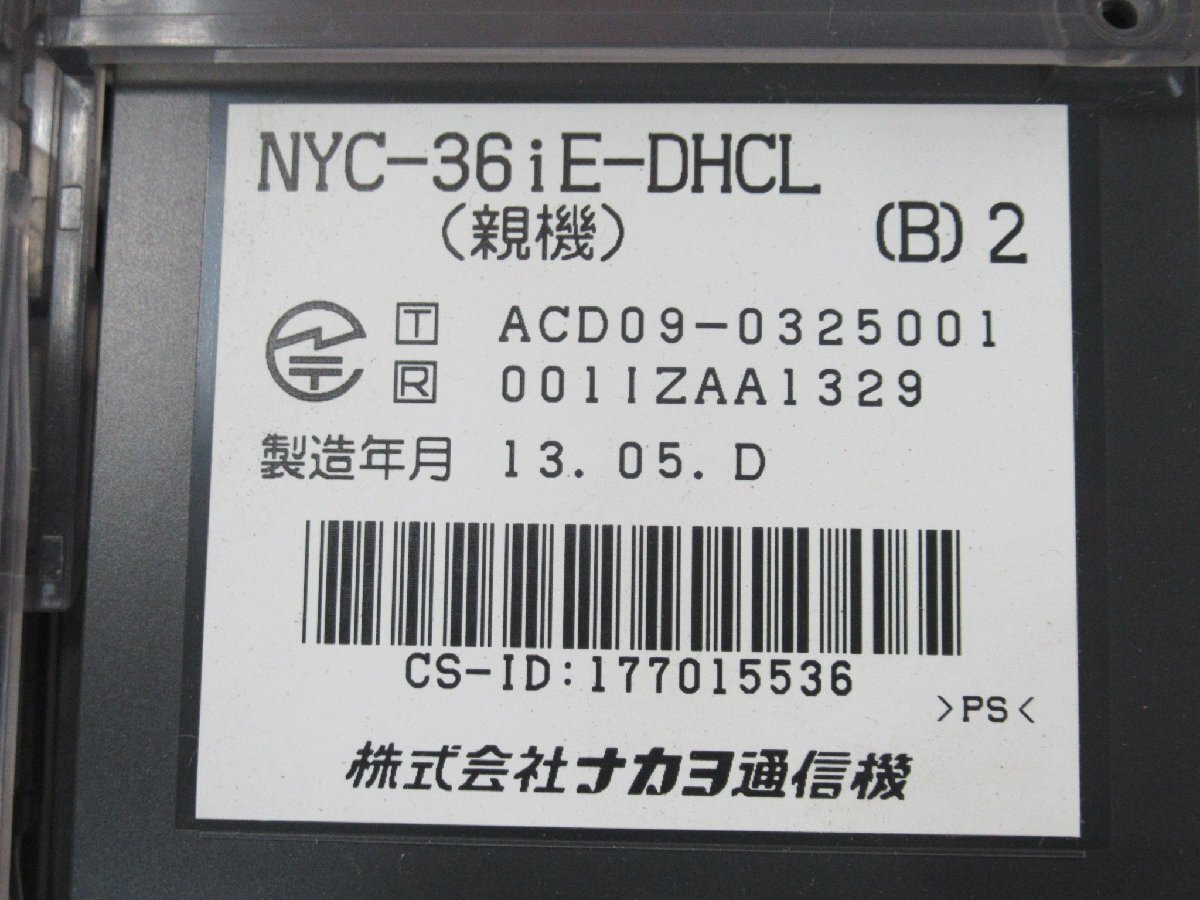 NYC-36iE-DHCL
(親機) (B)2
T ACD09-0325001
R 001IZAA1329
製造年月 13.05.D
CS-ID:177015536
>PS<
株式会社ナカヨ通信機